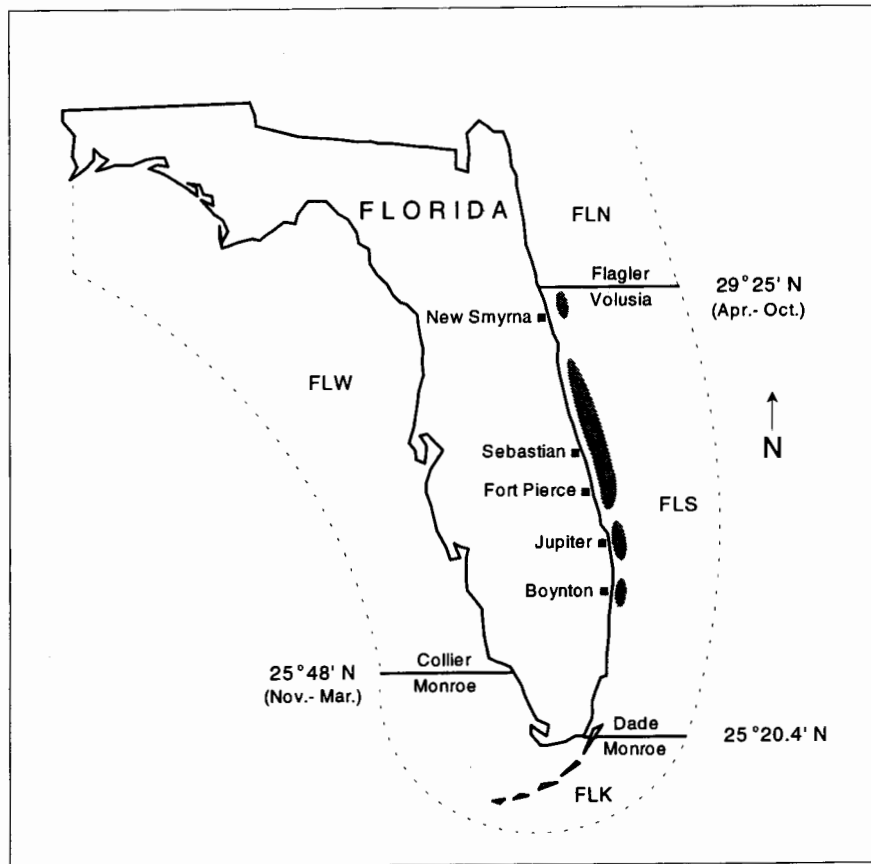 FLORIDA
FLN
Flagler
Volusia
29°25' N
(Apr.- Oct.)
New Smyrna
FLW
N
Sebastian
Fort Pierce
FLS
Jupiter
Boynton
25°48' N
(Nov.- Mar.)
Collier
Monroe
Dade
Monroe
25°20.4' N
FLK